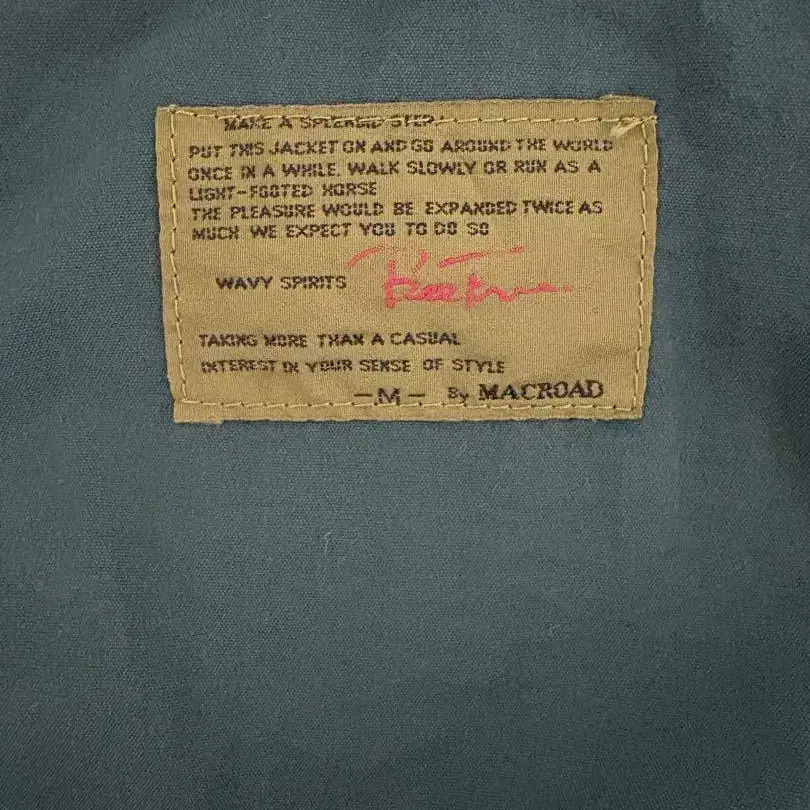 MAKE A SPLENDID STEP.
PUT THIS JACKET ON AND GO AROUND THE WORLD
ONCE IN A WHILE. WALK SLOWLY OR RUN AS A
LIGHT-FOOTED HORSE
THE PLEASURE WOULD BE EXPANDED TWICE AS
MUCH WE EXPECT YOU TO DO SO
WAVY SPIRITS
TAKING MORE THAN A CASUAL
INTEREST IN YOUR SENSE OF STYLE
-M- By MACROAD